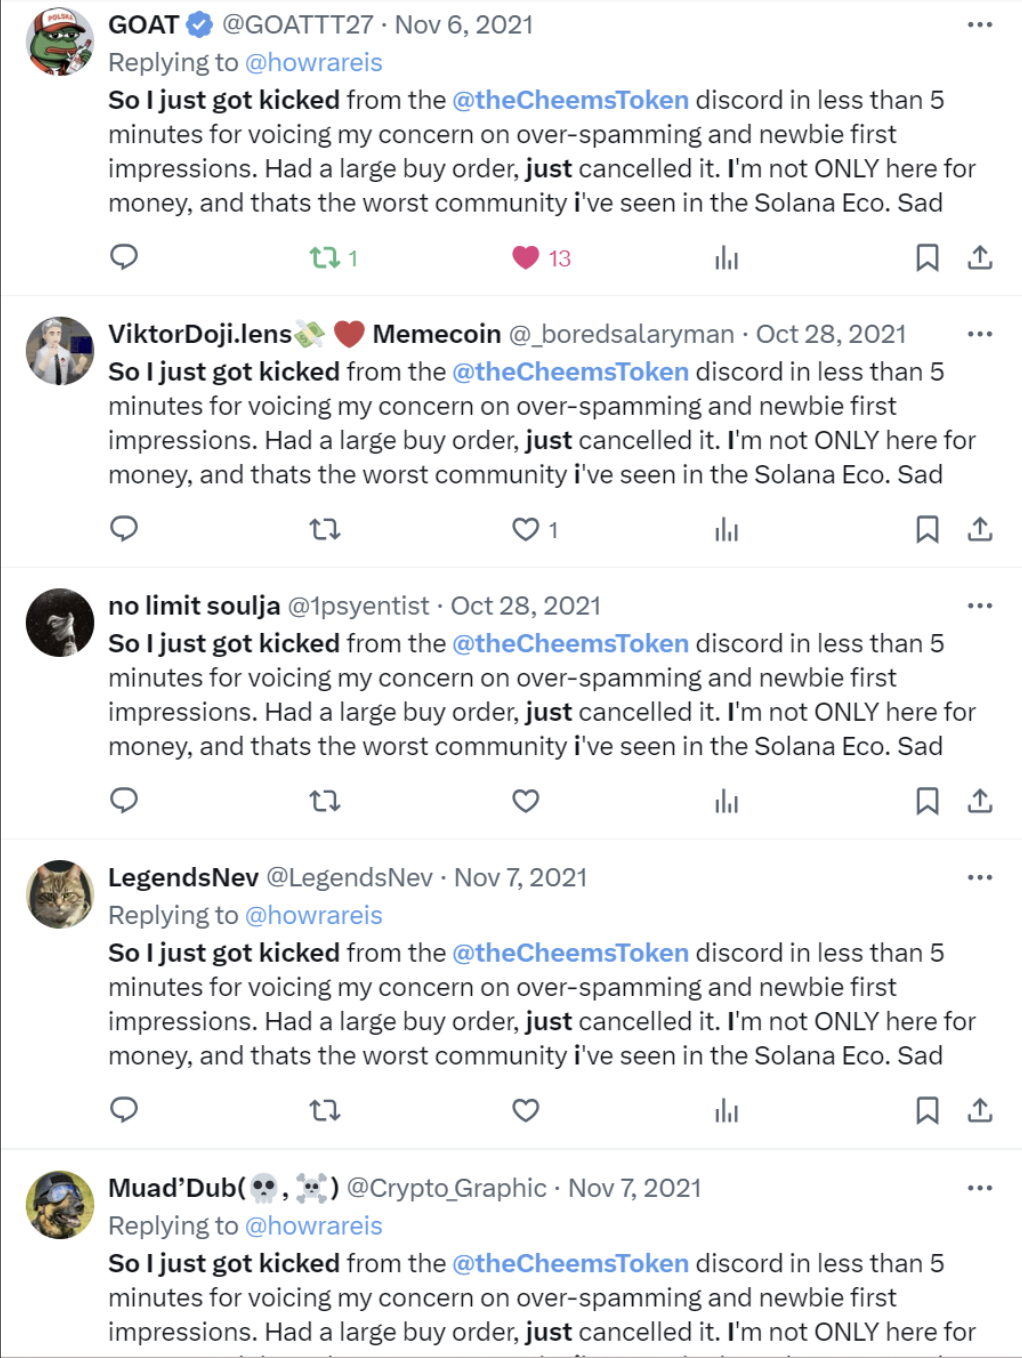 GOAT @GOATTT27 · Nov 6, 2021
Replying to @howrareis
So I just got kicked from the @theCheemsToken discord in less than 5
minutes for voicing my concern on over-spamming and newbie first
impressions. Had a large buy order, just cancelled it. I'm not ONLY here for
money, and thats the worst community i've seen in the Solana Eco. Sad
1 13
ViktorDoji.lens💸 ❤️ Memecoin @_boredsalaryman · Oct 28, 2021
So I just got kicked from the @theCheemsToken discord in less than 5
minutes for voicing my concern on over-spamming and newbie first
impressions. Had a large buy order, just cancelled it. I'm not ONLY here for
money, and thats the worst community i've seen in the Solana Eco. Sad
1
no limit soulja @1psyentist · Oct 28, 2021
So I just got kicked from the @theCheemsToken discord in less than 5
minutes for voicing my concern on over-spamming and newbie first
impressions. Had a large buy order, just cancelled it. I'm not ONLY here for
money, and thats the worst community i've seen in the Solana Eco. Sad
LegendsNev @LegendsNev · Nov 7, 2021
Replying to @howrareis
So I just got kicked from the @theCheemsToken discord in less than 5
minutes for voicing my concern on over-spamming and newbie first
impressions. Had a large buy order, just cancelled it. I'm not ONLY here for
money, and thats the worst community i've seen in the Solana Eco. Sad
Muad’Dub(💀, ☠️) @Crypto_Graphic · Nov 7, 2021
Replying to @howrareis
So I just got kicked from the @theCheemsToken discord in less than 5
minutes for voicing my concern on over-spamming and newbie first
impressions. Had a large buy order, just cancelled it. I'm not ONLY here for